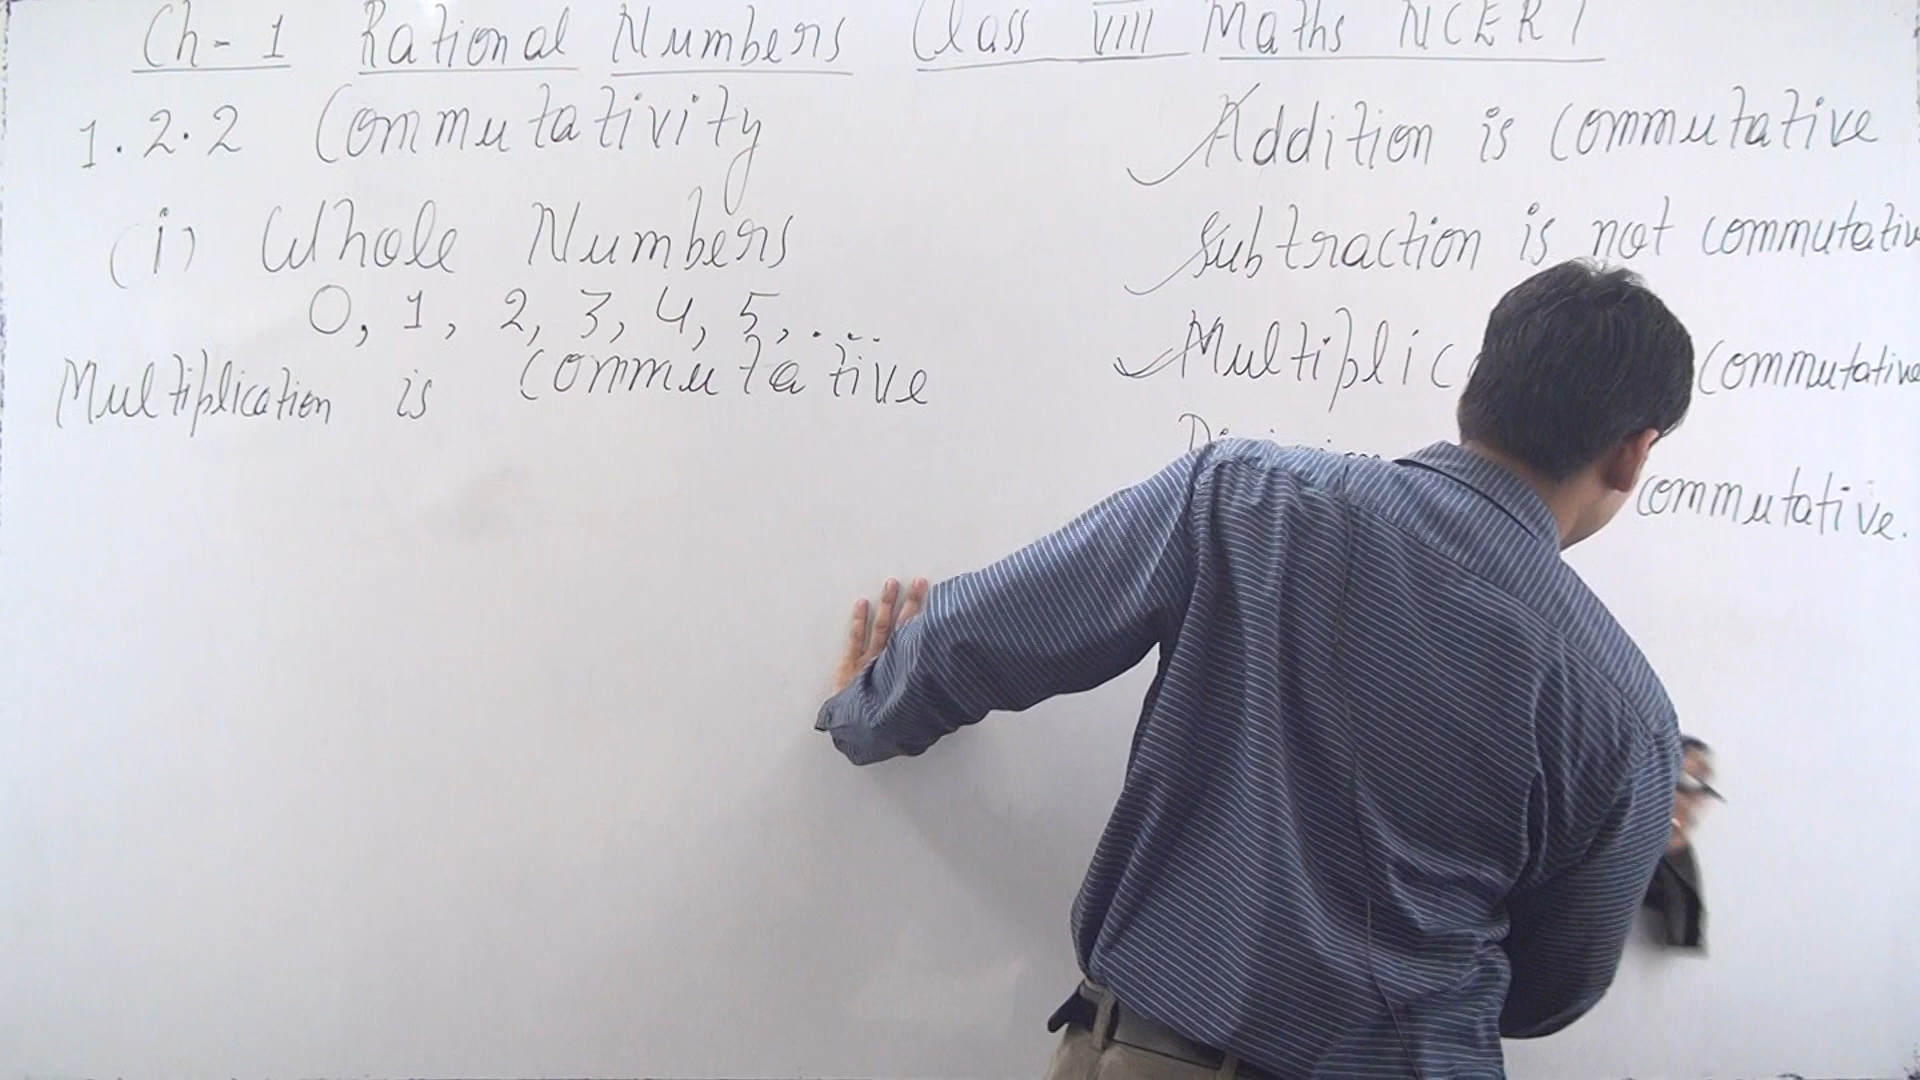 Ch-1 Rational Numbers Class VIII Maths NCERT
1.2.2 Commutativity
(i) Whole Numbers
0, 1, 2, 3, 4, 5, ....
Multiplication is commutative
Addition is commutative
Subtraction is not commutative
Multiplic commutative
commutative.